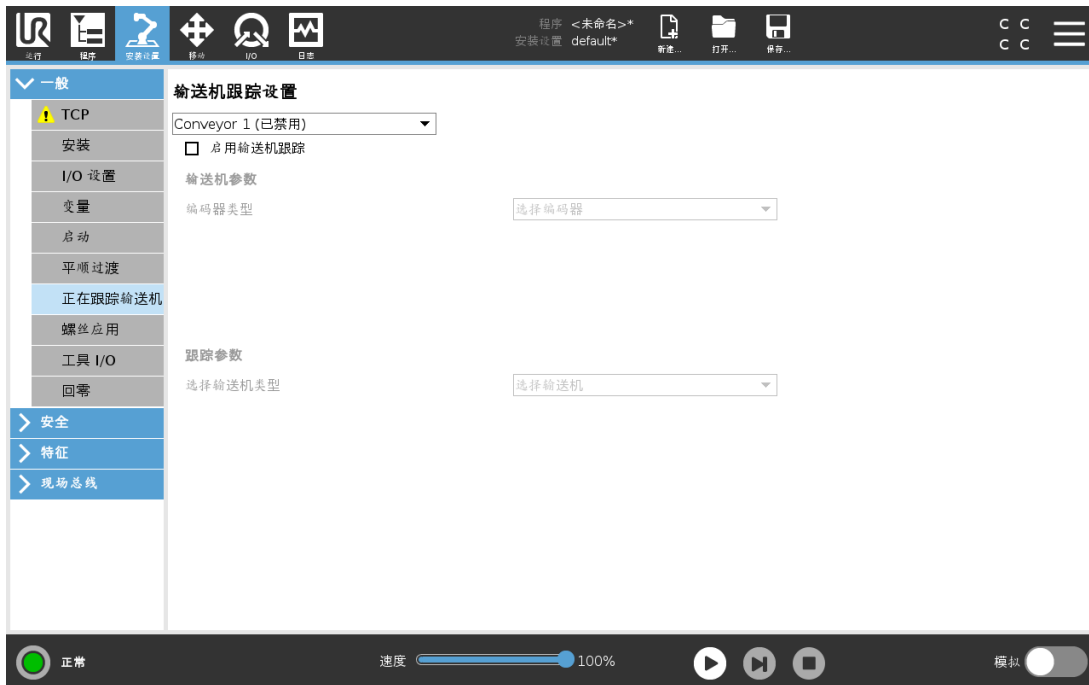 程序 <未命名>*
安装设置 default*
C C
C C
运行 程序 安装设置 移动 I/O 日志 新建... 打开... 保存...
一般
TCP
安装
I/O 设置
变量
启动
平顺过渡
正在跟踪输送机
螺丝应用
工具 I/O
回零
安全
特征
现场总线
输送机跟踪设置
Conveyor 1 (已禁用)
启用输送机跟踪
输送机参数
编码器类型 选择编码器
跟踪参数
选择输送机类型 选择输送机
正常 速度 100% 模拟